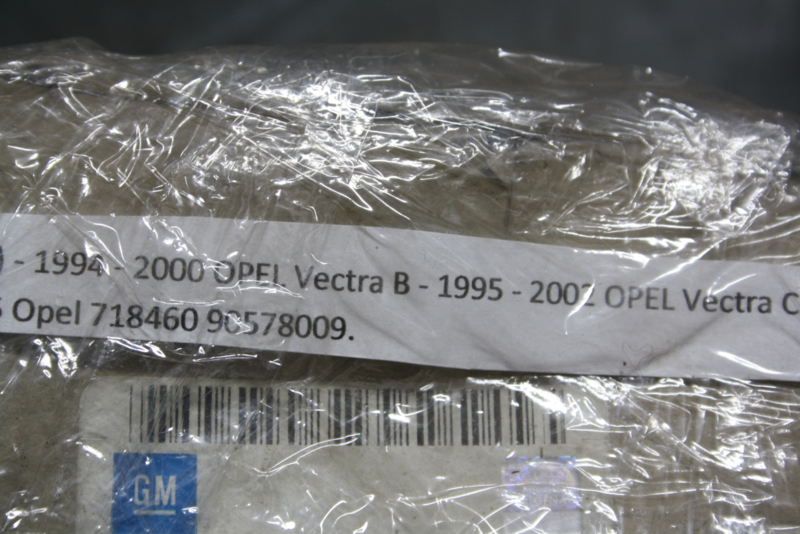 ) - 1994 - 2000 OPEL Vectra B - 1995 - 2002 OPEL Vectra C
Opel 718460 90578009.
GM